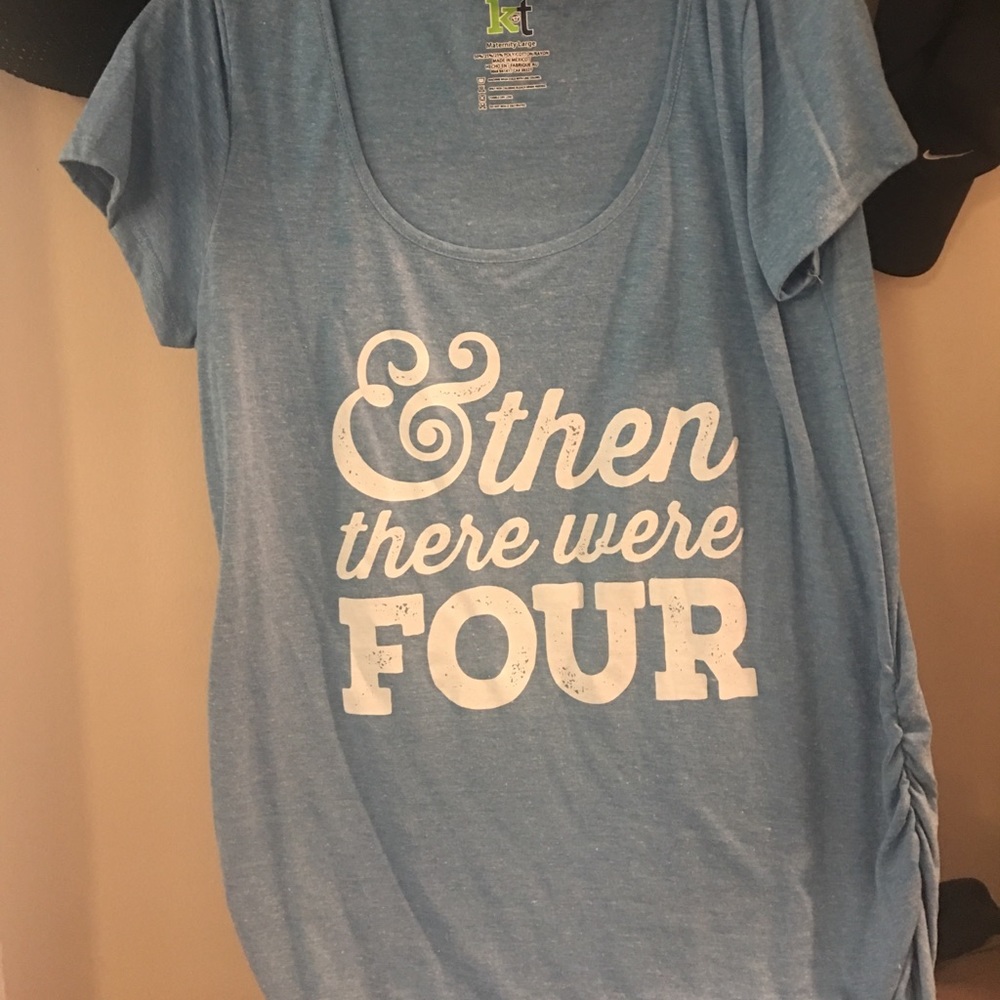 kt
Maternity Large
MADE IN MEXICO
& then
there were
FOUR